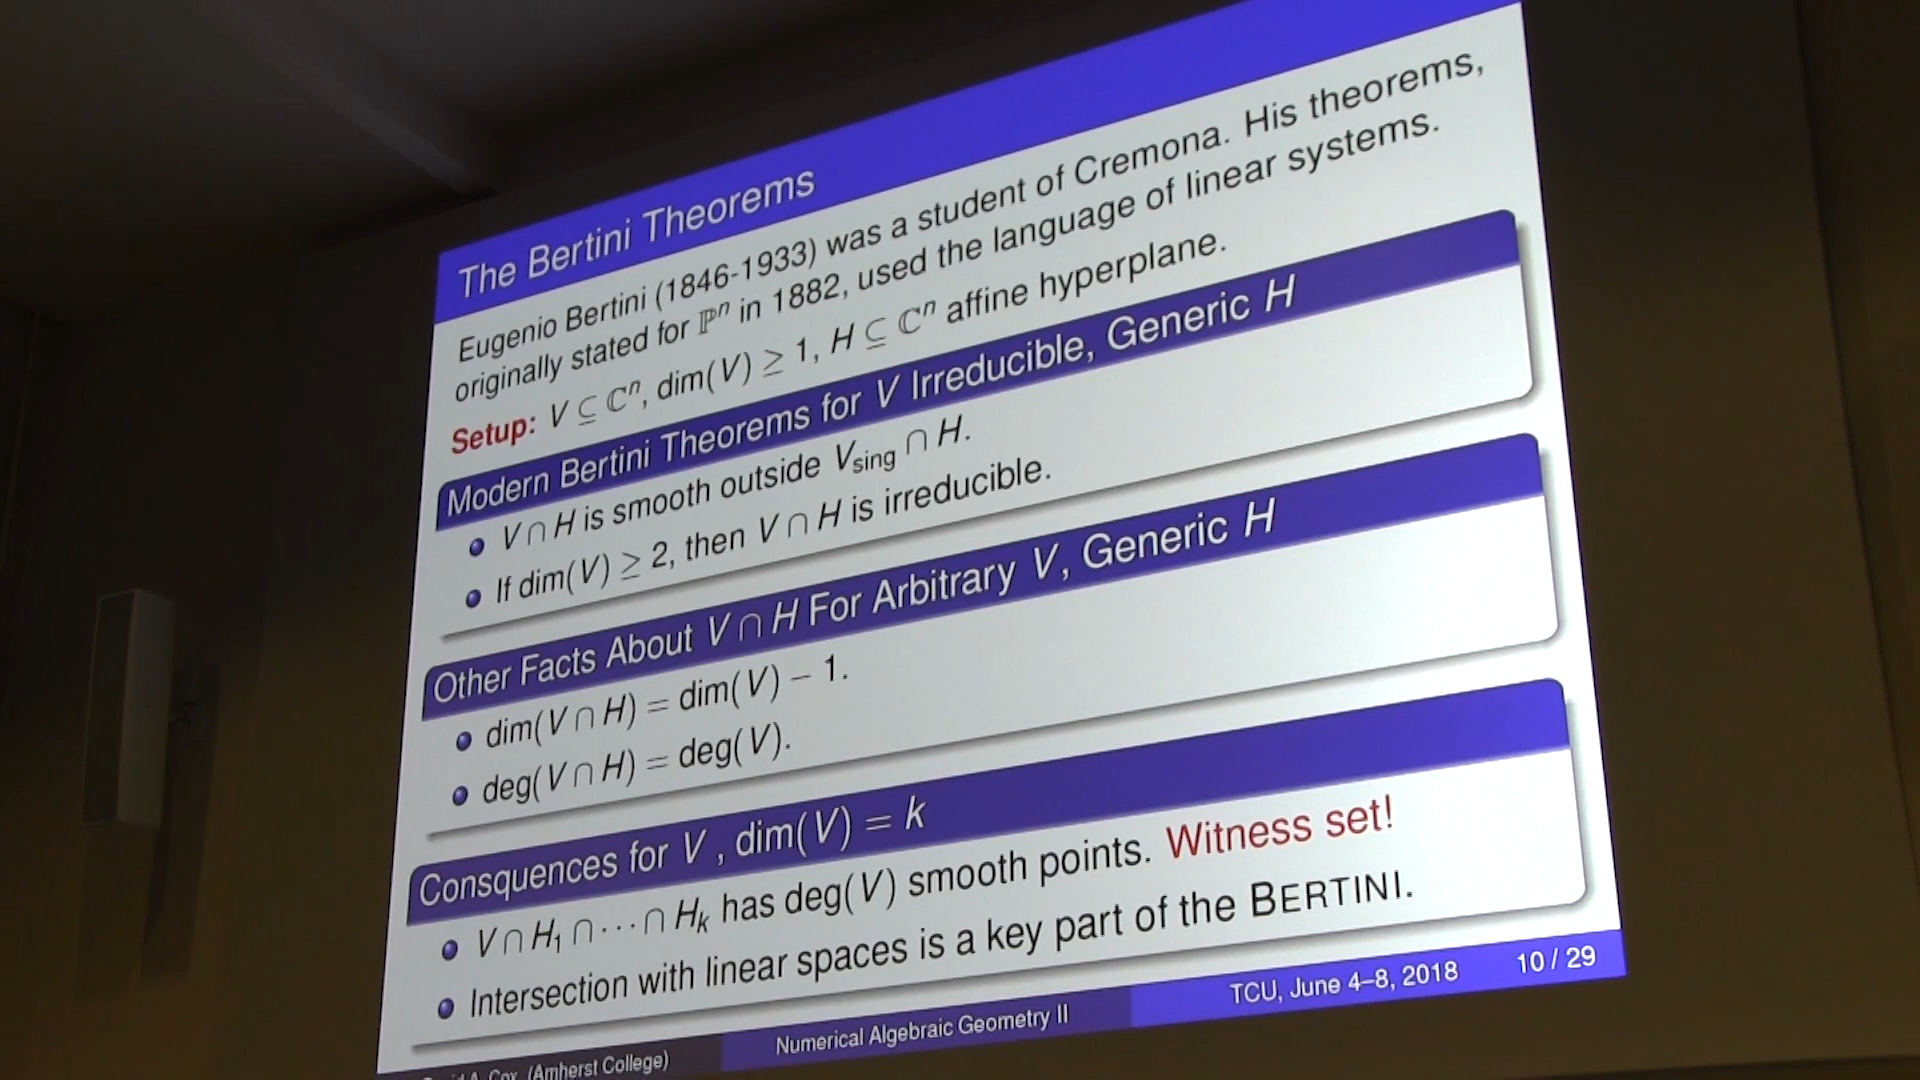 The Bertini Theorems
Eugenio Bertini (1846-1933) was a student of Cremona. His theorems,
originally stated for ℙⁿ in 1882, used the language of linear systems.
Setup: V ⊆ ℂⁿ, dim(V) ≥ 1, H ⊆ ℂⁿ affine hyperplane.
Modern Bertini Theorems for V Irreducible, Generic H
V ∩ H is smooth outside V_sing ∩ H.
If dim(V) ≥ 2, then V ∩ H is irreducible.
Other Facts About V ∩ H For Arbitrary V, Generic H
dim(V ∩ H) = dim(V) − 1.
deg(V ∩ H) = deg(V).
Consquences for V , dim(V) = k
V ∩ H₁ ∩ ⋯ ∩ Hₖ has deg(V) smooth points. Witness set!
Intersection with linear spaces is a key part of the BERTINI.
A. Cox (Amherst College) Numerical Algebraic Geometry II TCU, June 4–8, 2018 10 / 29